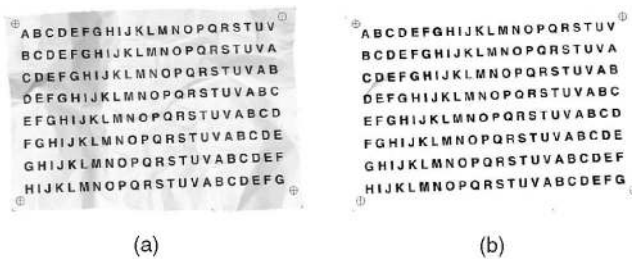 ABCDEFGHIJKLMNOPQRSTUV
BCDEFGHIJKLMNOPQRSTUVA
CDEFGHIJKLMNOPQRSTUVAB
DEFGHIJKLMNOPQRSTUVABC
EFGHIJKLMNOPQRSTUVABCD
FGHIJKLMNOPQRSTUVABCDE
GHIJKLMNOPQRSTUVABCDEF
HIJKLMNOPQRSTUVABCDEFG
(a)
ABCDEFGHIJKLMNOPQRSTUV
BCDEFGHIJKLMNOPQRSTUVA
CDEFGHIJKLMNOPQRSTUVAB
DEFGHIJKLMNOPQRSTUVABC
EFGHIJKLMNOPQRSTUVABCD
FGHIJKLMNOPQRSTUVABCDE
GHIJKLMNOPQRSTUVABCDEF
HIJKLMNOPQRSTUVABCDEFG
(b)